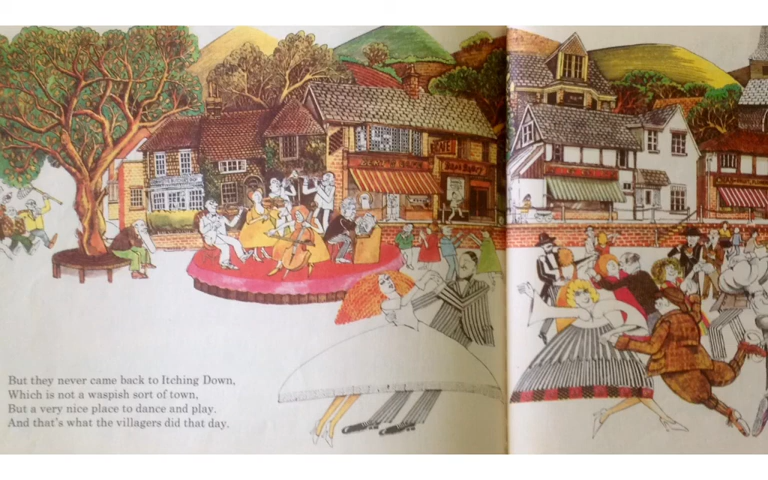 But they never came back to Itching Down,
Which is not a waspish sort of town,
But a very nice place to dance and play.
And that's what the villagers did that day.